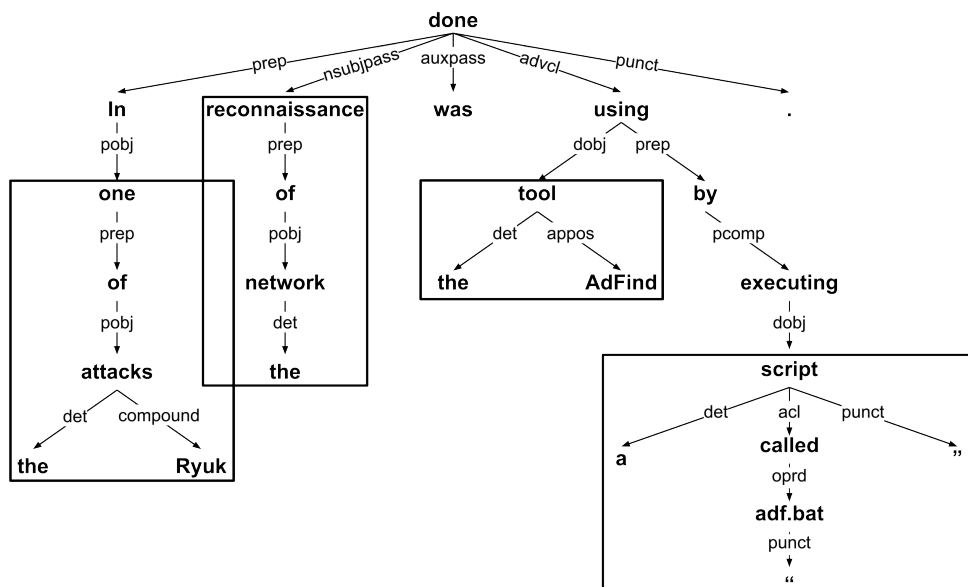 done
prep nsubjpass auxpass advcl punct
In reconnaissance was using .
pobj prep dobj prep
one of tool by
prep pobj det appos pcomp
of network the AdFind executing
pobj det dobj
attacks the script
det compound det acl punct
the Ryuk a called ”
oprd
adf.bat
punct
“